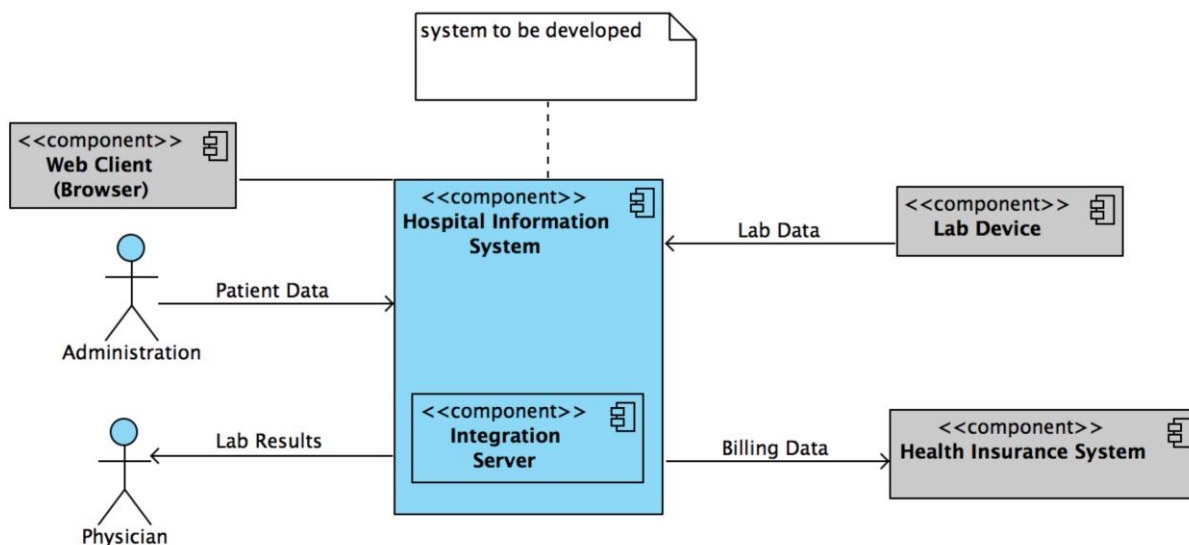 system to be developed
<<component>>
Web Client
(Browser)
<<component>>
Hospital Information
System
<<component>>
Lab Device
Lab Data
Patient Data
Administration
<<component>>
Integration
Server
Lab Results
Physician
Billing Data
<<component>>
Health Insurance System